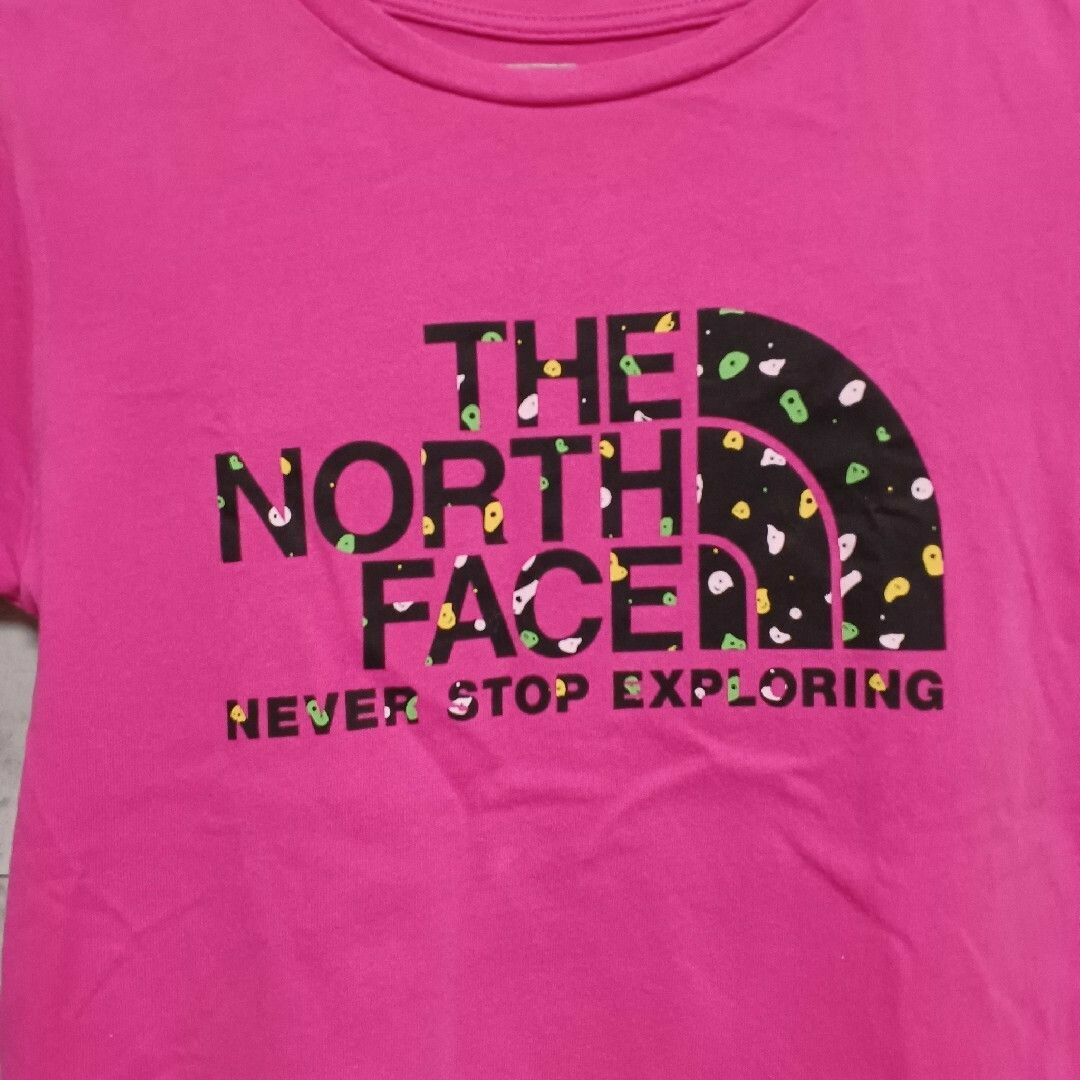 THE
NORTH
FACE
NEVER STOP EXPLORING